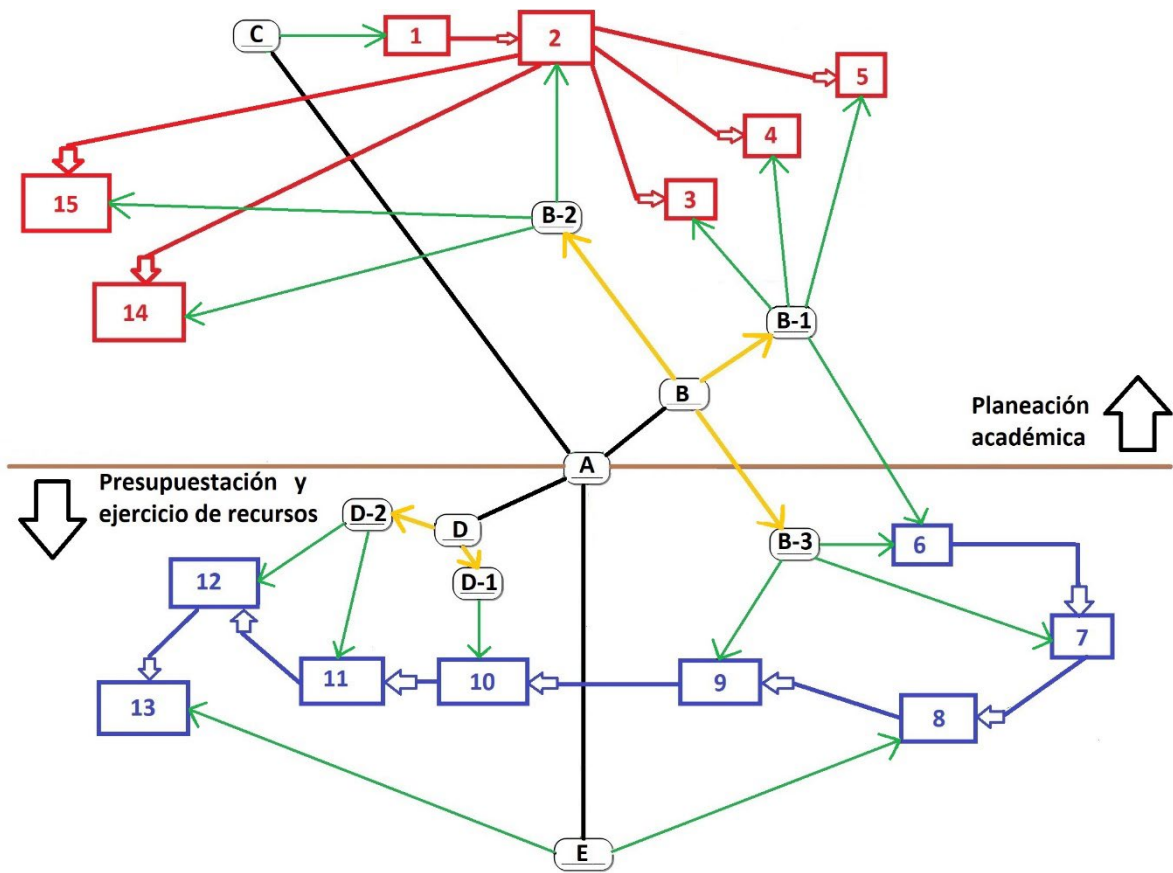 C
1
2
5
4
3
15
B-2
14
B-1
B
Planeación
académica
A
Presupuestación y
ejercicio de recursos
D-2
D
B-3
6
12
D-1
7
11
10
9
13
8
E